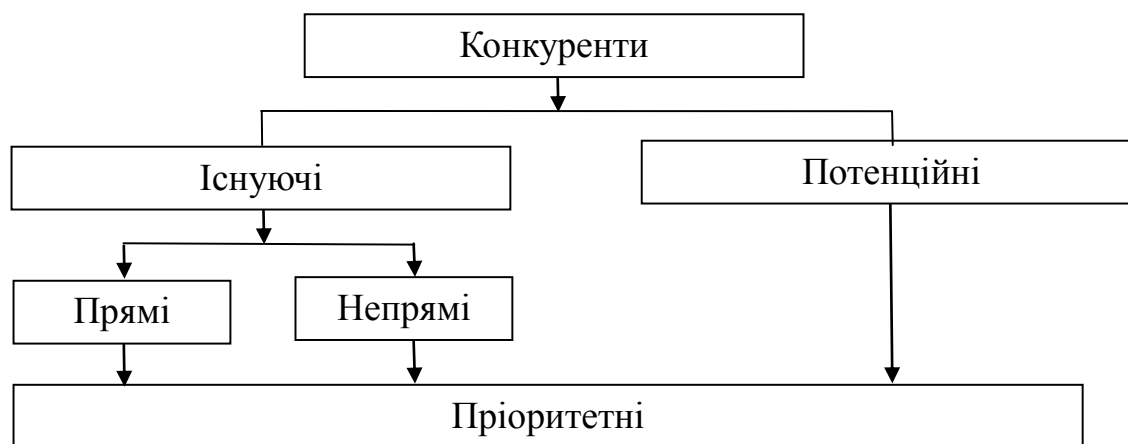 Конкуренти
Існуючі
Потенційні
Прямі
Непрямі
Пріоритетні